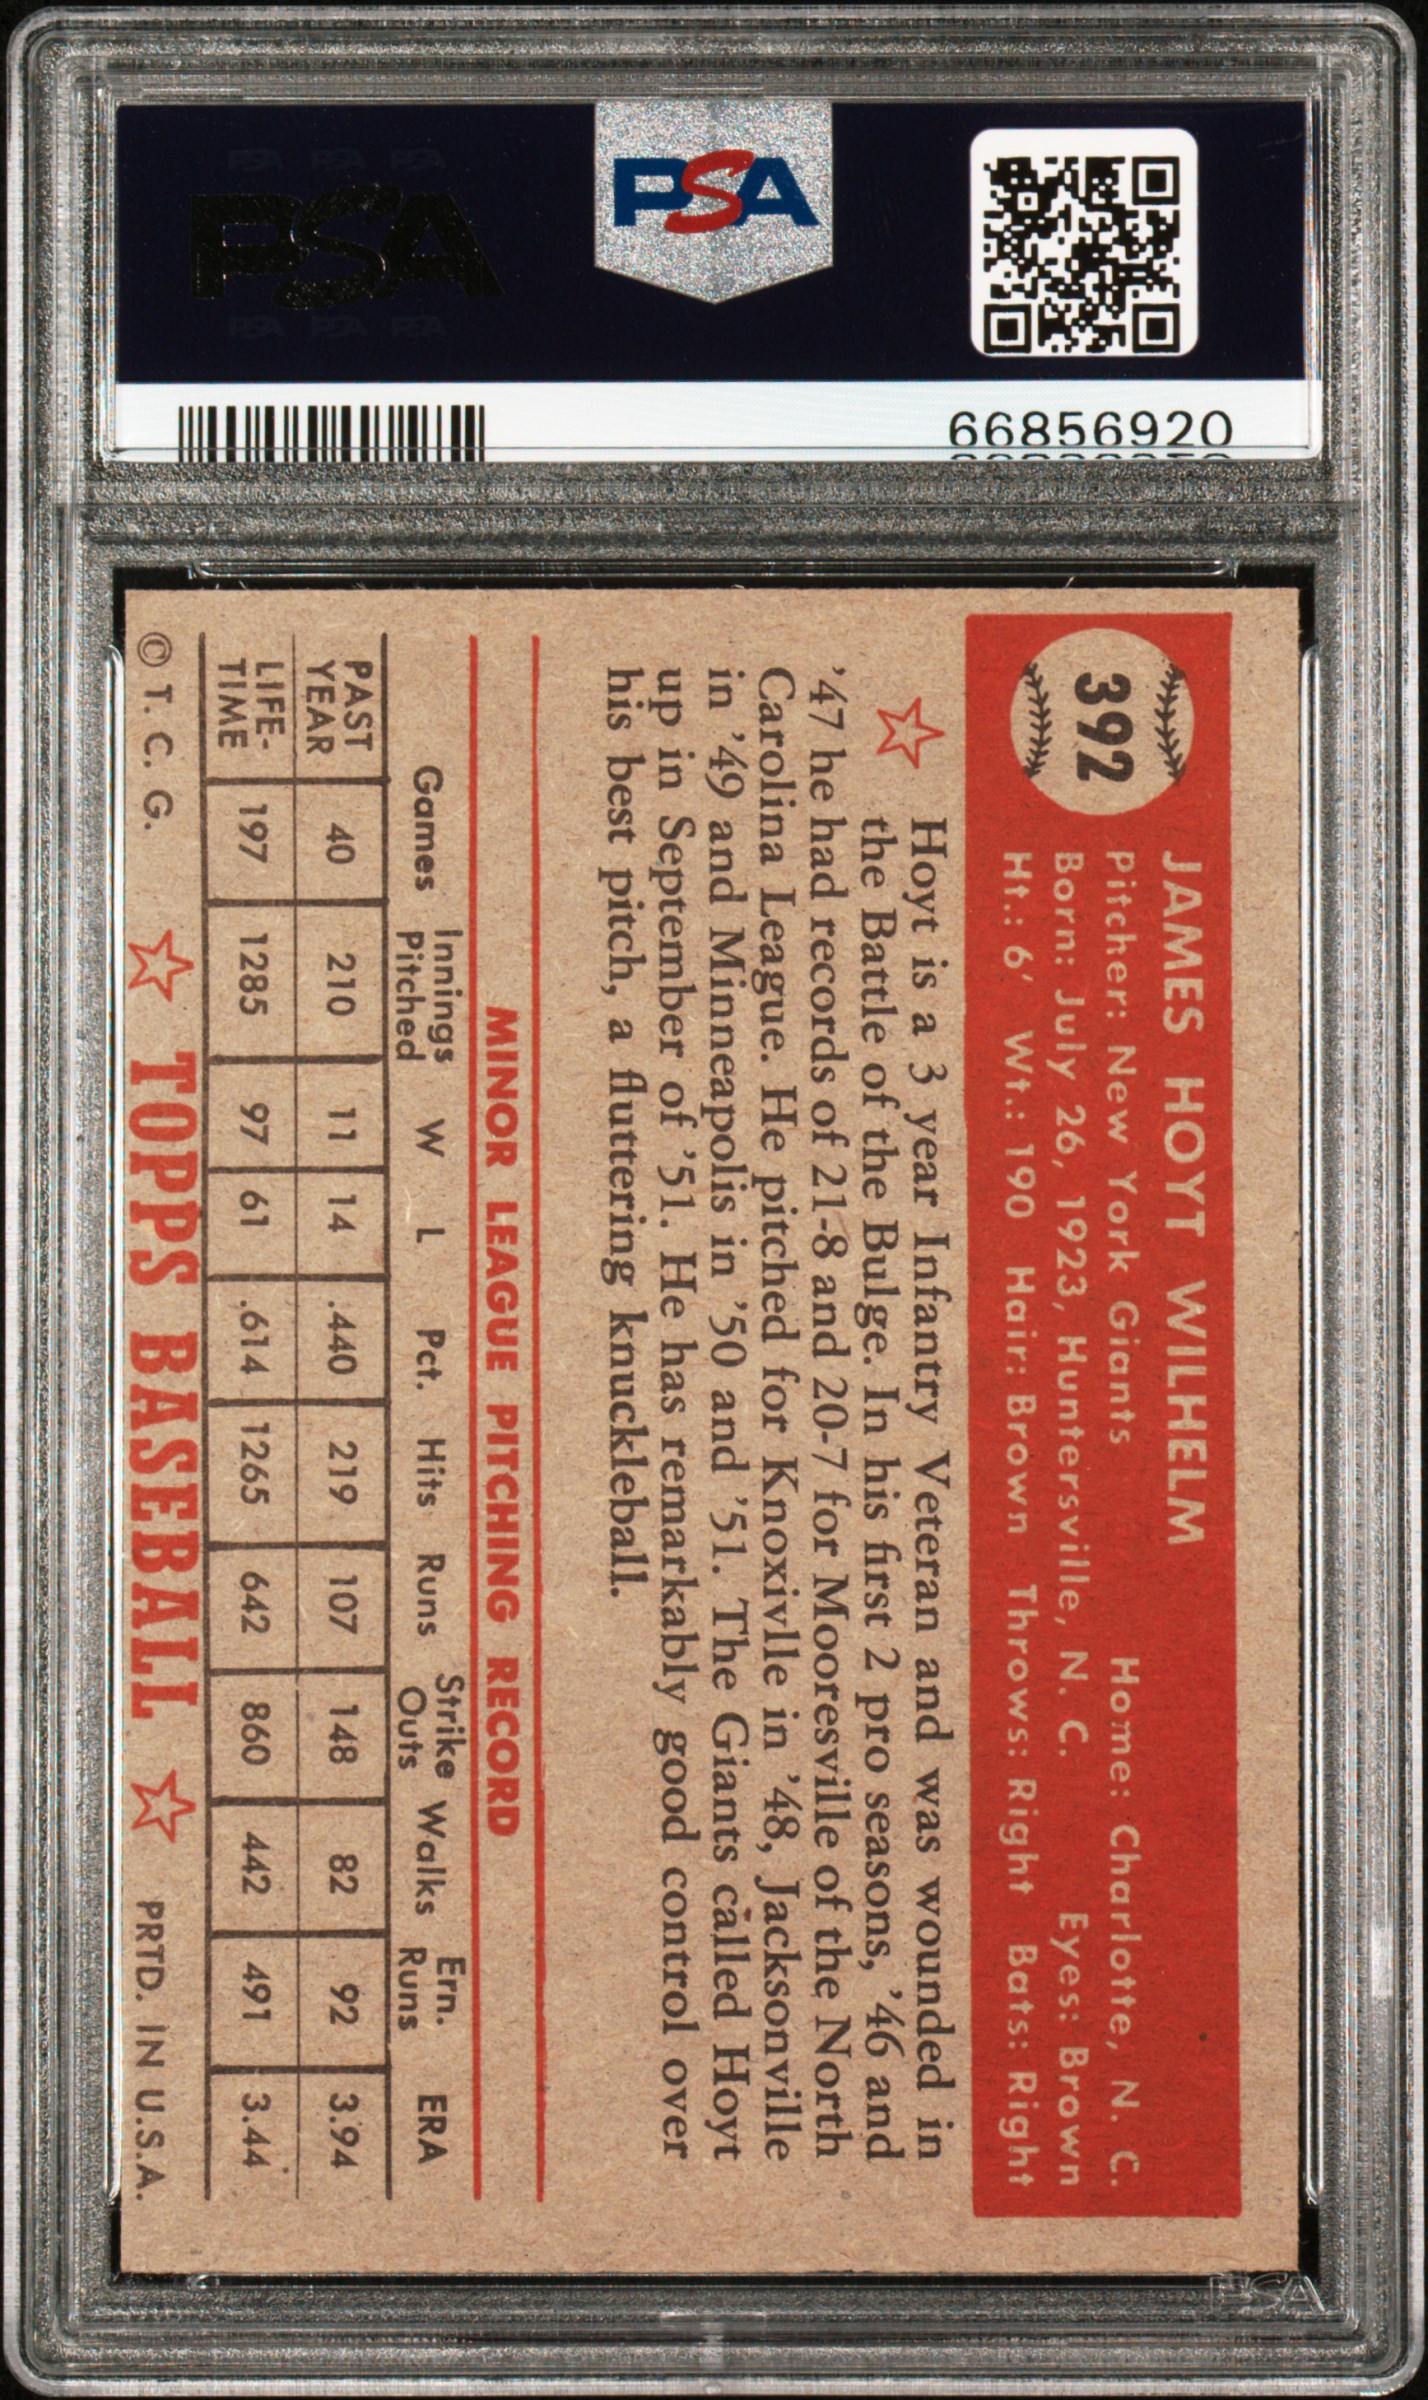 PSA
PSA PSA PSA
PSA
PSA PSA PSA
66856920
392
JAMES HOYT WILHELM
Pitcher: New York Giants Home: Charlotte, N. C.
Born: July 26, 1923, Huntersville, N. C. Eyes: Brown
Ht.: 6' Wt.: 190 Hair: Brown Throws: Right Bats: Right
Hoyt is a 3 year Infantry Veteran and was wounded in
the Battle of the Bulge. In his first 2 pro seasons, '46 and
'47 he had records of 21-8 and 20-7 for Mooresville of the North
Carolina League. He pitched for Knoxivlle in '48, Jacksonville
in '49 and Minneapolis in '50 and '51. The Giants called Hoyt
up in September of '51. He has remarkably good control over
his best pitch, a fluttering knuckleball.
MINOR LEAGUE PITCHING RECORD
Games Innings Pitched W L Pct. Hits Runs Strike Outs Walks Ern. Runs ERA
PAST YEAR 40 210 11 14 .440 219 107 148 82 92 3.94
LIFE-TIME 197 1285 97 61 .614 1265 642 860 442 491 3.44
© T. C. G. TOPPS BASEBALL PRTD. IN U.S.A.
PSA